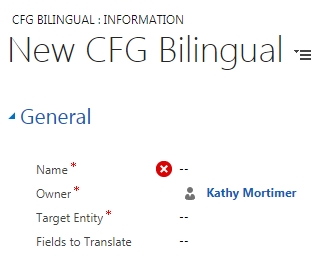 CFG BILINGUAL : INFORMATION
New CFG Bilingual
General
Name * --
Owner * Kathy Mortimer
Target Entity * --
Fields to Translate --